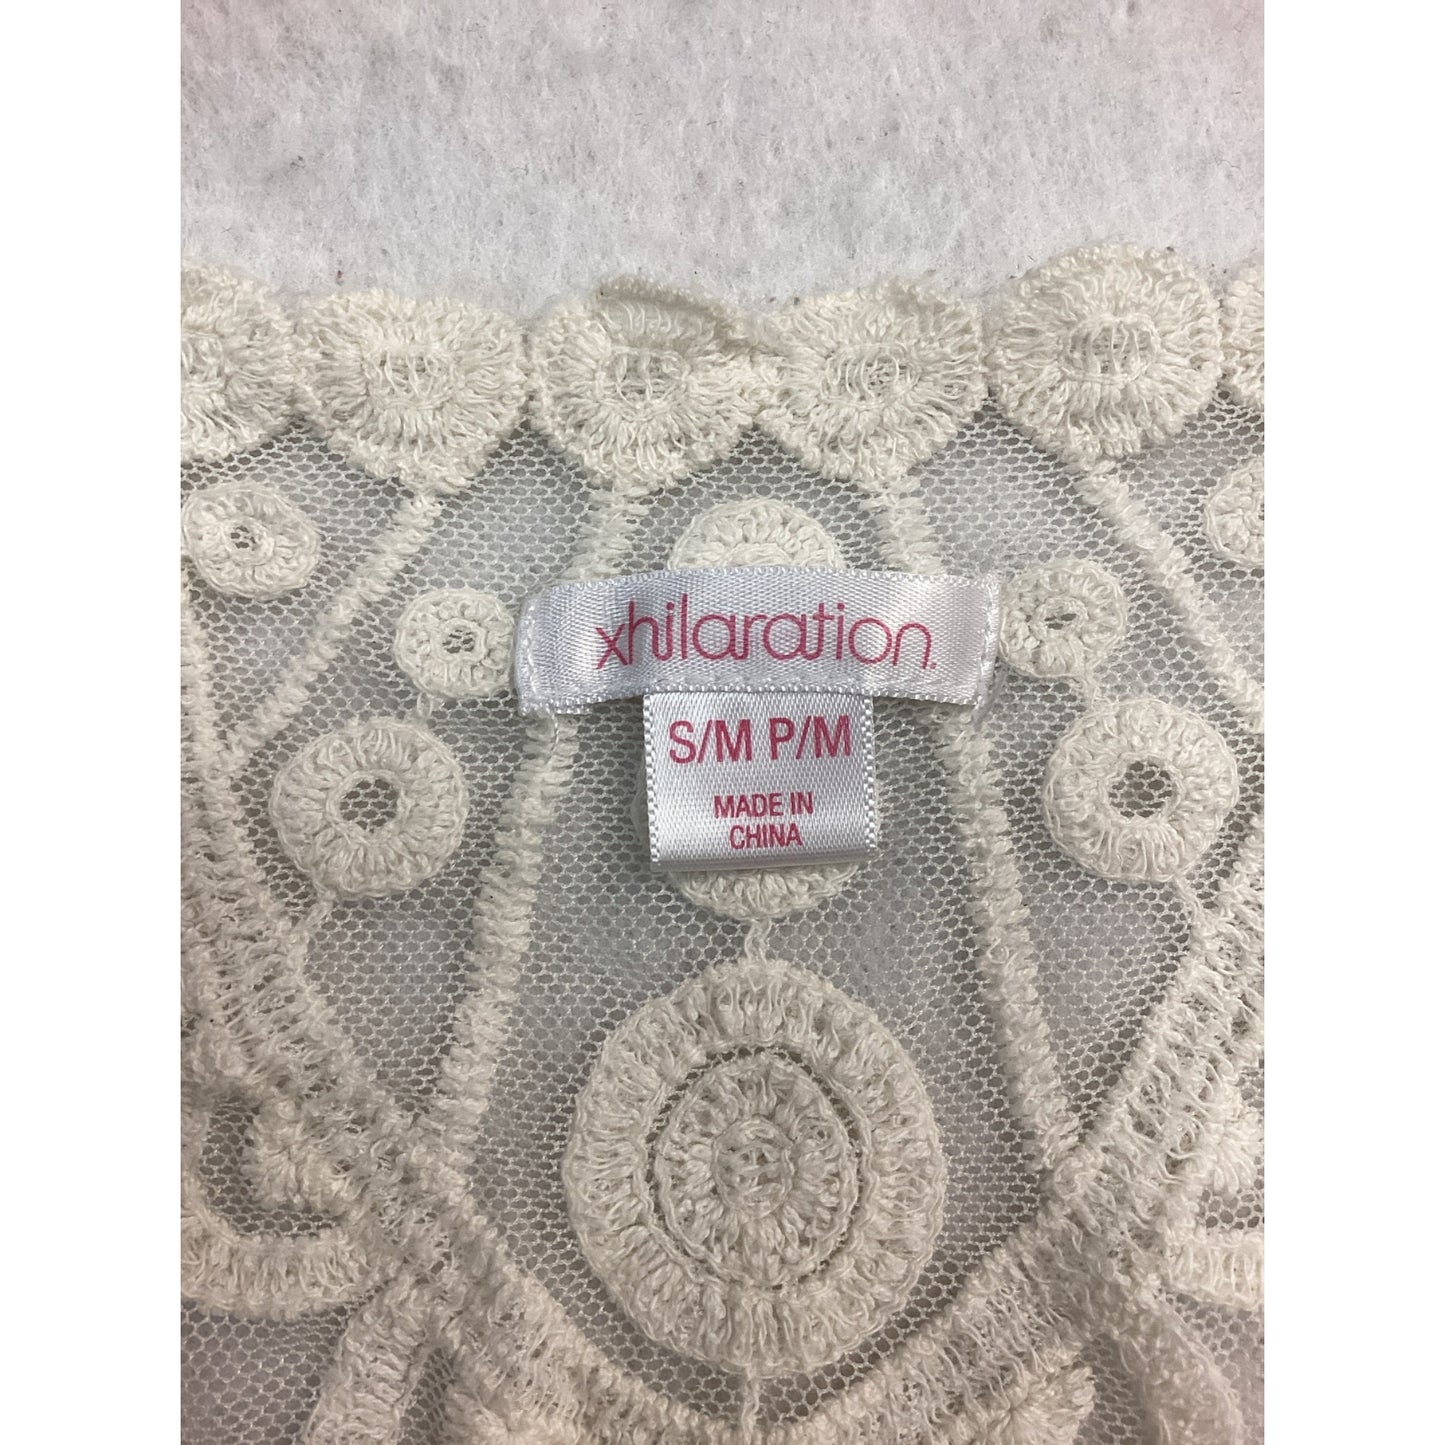 xhilaration.
S/M P/M
MADE IN
CHINA